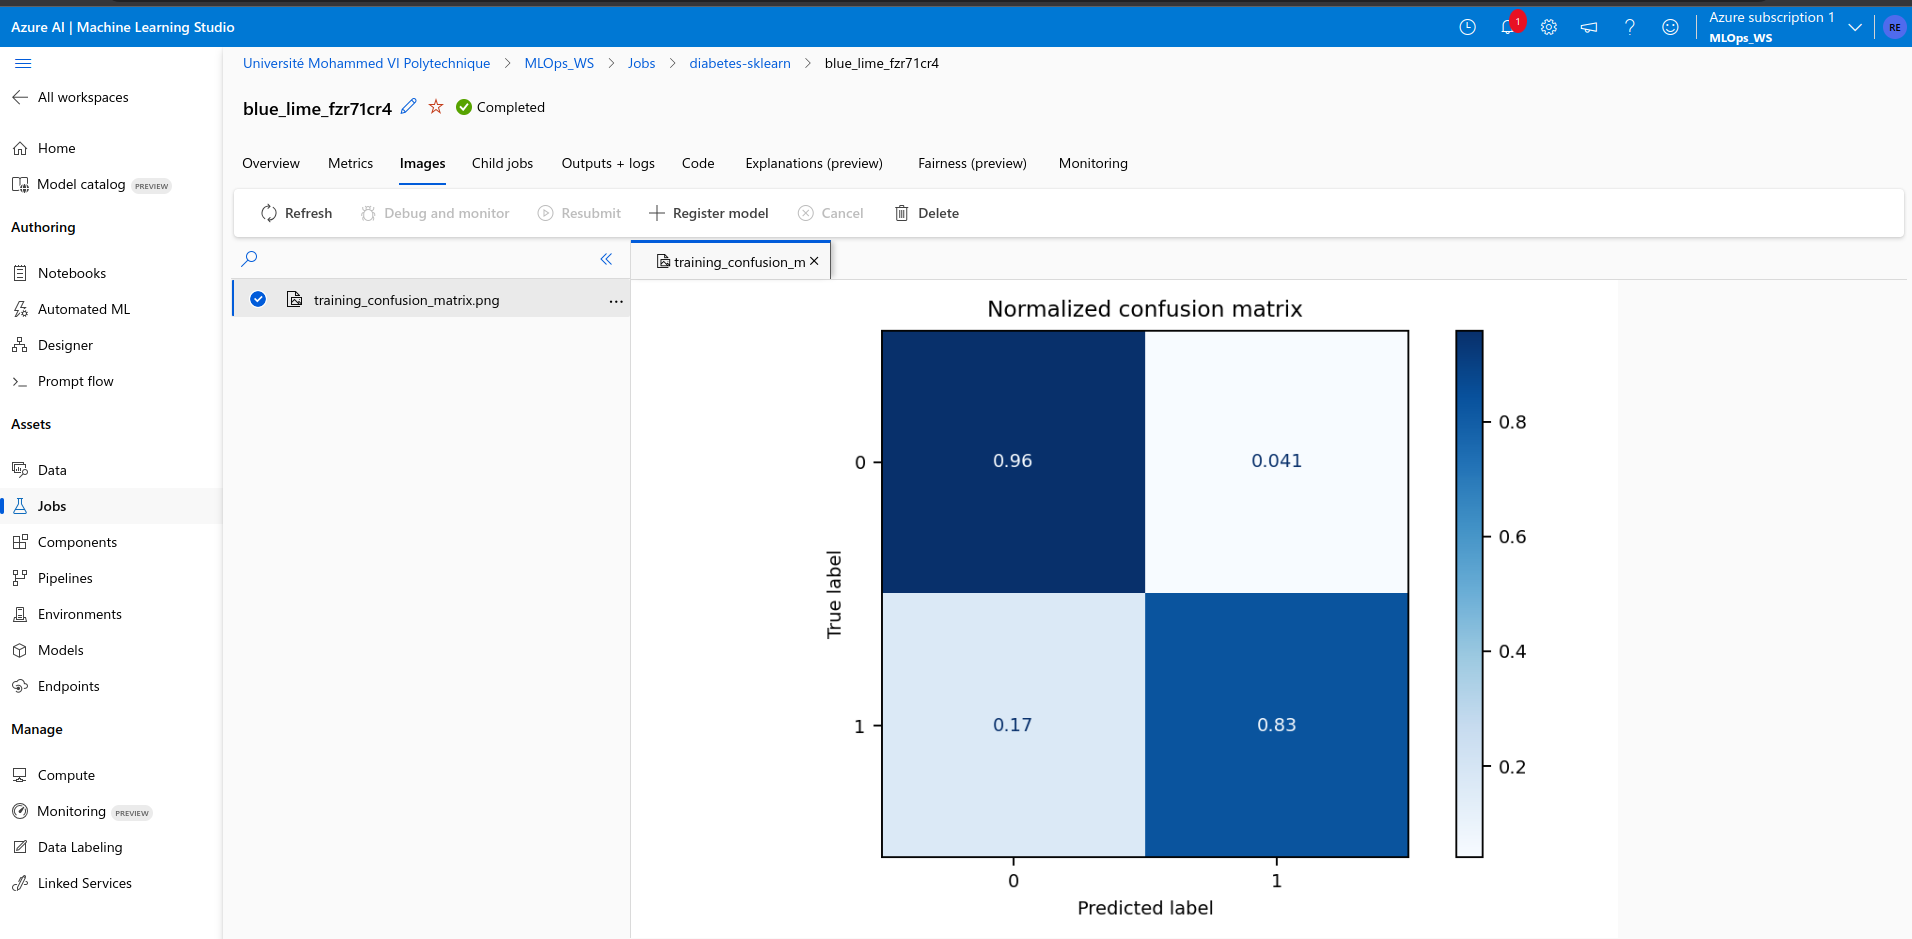 Azure AI | Machine Learning Studio
1
Azure subscription 1
MLOps_WS
RE
All workspaces
Home
Model catalog PREVIEW
Authoring
Notebooks
Automated ML
Designer
Prompt flow
Assets
Data
Jobs
Components
Pipelines
Environments
Models
Endpoints
Manage
Compute
Monitoring PREVIEW
Data Labeling
Linked Services
Université Mohammed VI Polytechnique > MLOps_WS > Jobs > diabetes-sklearn > blue_lime_fzr71cr4
blue_lime_fzr71cr4 Completed
Overview Metrics Images Child jobs Outputs + logs Code Explanations (preview) Fairness (preview) Monitoring
Refresh Debug and monitor Resubmit Register model Cancel Delete
training_confusion_matrix.png
training_confusion_m
Normalized confusion matrix
True label
0
0.96 0.041
1
0.17 0.83
0 1
Predicted label
0.8
0.6
0.4
0.2